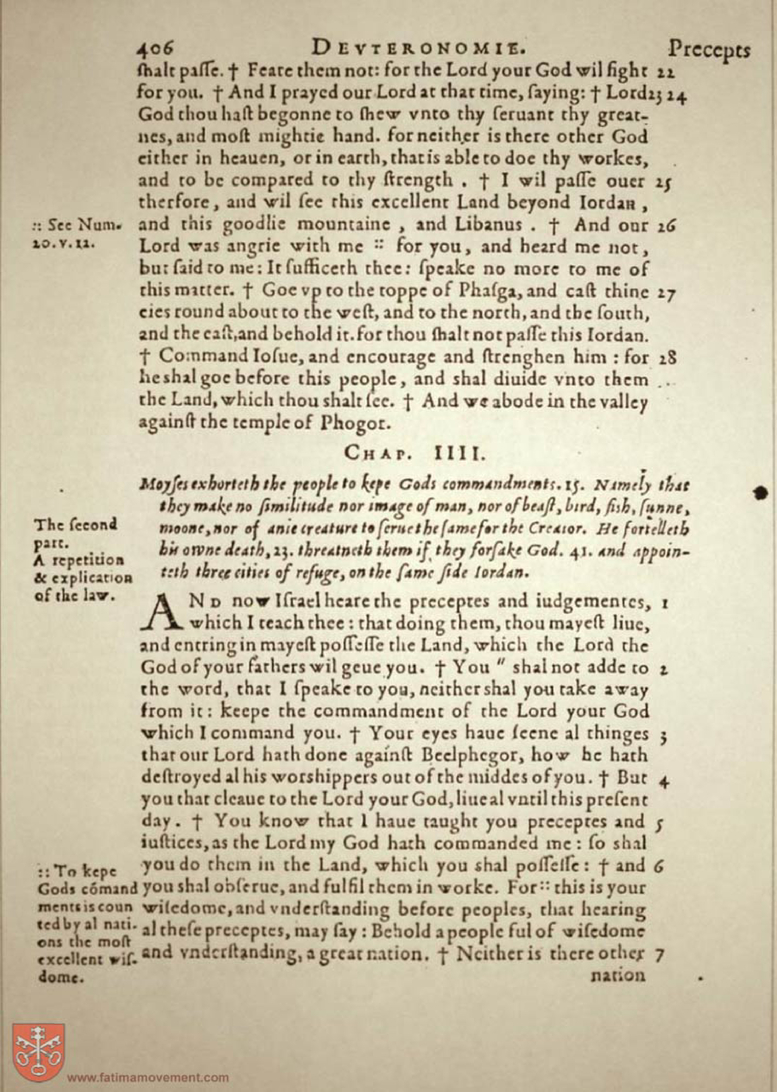 406 DEVTERONOMIE. Precepts
ſhalt paſſe. † Feare them not: for the Lord your God wil fight 22
for you. † And I prayed our Lord at that time, ſaying: † Lord 23 24
God thou haſt begonne to ſhew vnto thy ſeruant thy great-
nes, and moſt mightie hand. for neither is there other God
either in heauen, or in earth, that is able to doe thy workes,
and to be compared to thy ſtrength. † I wil paſſe ouer 25
therfore, and wil ſee this excellent Land beyond Iordan,
:: See Num.
20. v. 12.
and this goodlie mountaine, and Libanus. † And our 26
Lord was angrie with me :: for you, and heard me not,
but ſaid to me: It ſufficeth thee: ſpeake no more to me of
this matter. † Goe vp to the toppe of Phaſga, and caſt thine 27
eies round about to the weſt, and to the north, and the ſouth,
and the eaſt, and behold it. for thou ſhalt not paſſe this Iordan.
† Command Ioſue, and encourage and ſtrenghen him: for 28
he shal goe before this people, and shal diuide vnto them
the Land, which thou shalt ſee. † And we abode in the valley
againſt the temple of Phogor.
CHAP. IIII.
Moyſes exhorteth the people to kepe Gods commandments. 15. Namely that
they make no ſimilitude nor image of man, nor of beaſt, bird, fiſh, ſunne,
moone, nor of anie creature to ſerue the ſame for the Creator. He fortelleth
his owne death, 23. threatneth them if they forſake God. 41. and appoin-
teth three cities of refuge, on the ſame ſide Iordan.
The ſecond
part.
A repetition
& explication
of the law.
AND now Iſrael heare the preceptes and iudgementes, 1
which I teach thee: that doing them, thou mayeſt liue,
and entring in mayeſt poſſeſſe the Land, which the Lord the
God of your fathers wil geue you. † You " shal not adde to 2
the word, that I ſpeake to you, neither shal you take away
from it: keepe the commandment of the Lord your God
which I command you. † Your eyes haue ſeene al thinges 3
that our Lord hath done againſt Beelphegor, how he hath
deſtroyed al his worshippers out of the middes of you. † But 4
you that cleaue to the Lord your God, liue al vntil this preſent
day. † You know that I haue taught you preceptes and 5
iuſtices, as the Lord my God hath commanded me: ſo shal
you do them in the Land, which you shal poſſeſſe: † and 6
you shal obſerue, and fulfil them in worke. For :: this is your
wiſedome, and vnderſtanding before peoples, that hearing
al theſe preceptes, may ſay: Behold a people ful of wiſedome
and vnderſtanding, a great nation. † Neither is there other 7
nation
:: To kepe
Gods cōmand
ments is coun
ted by al nati-
ons the moſt
excellent wiſ-
dome.
www.fatimamovement.com